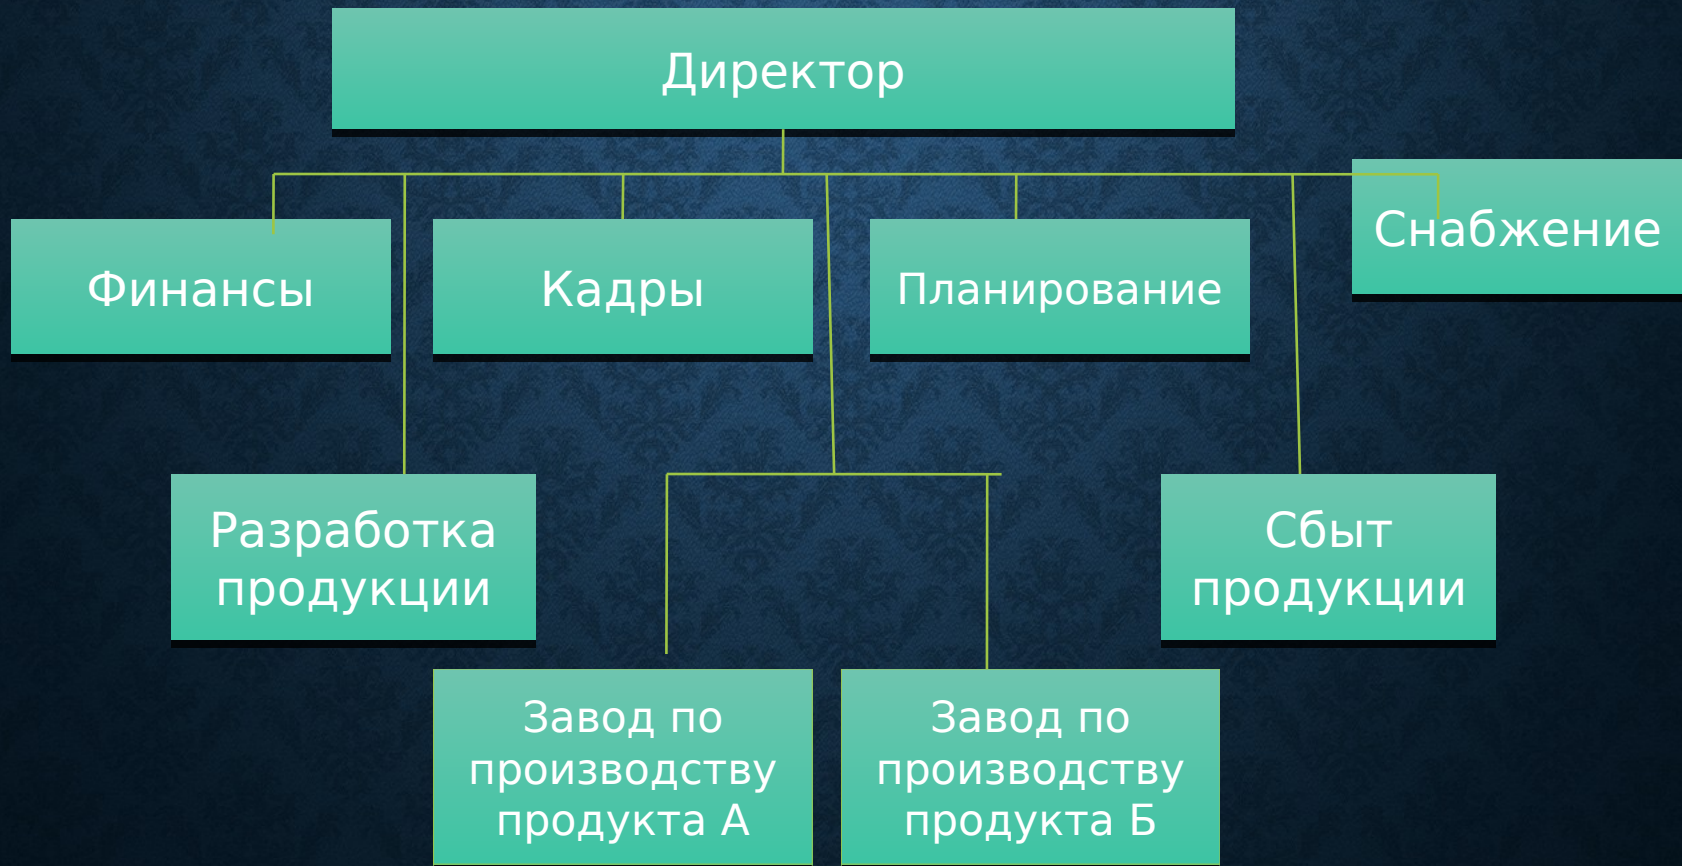 Директор
Финансы
Кадры
Планирование
Снабжение
Разработка
продукции
Сбыт
продукции
Завод по
производству
продукта А
Завод по
производству
продукта Б